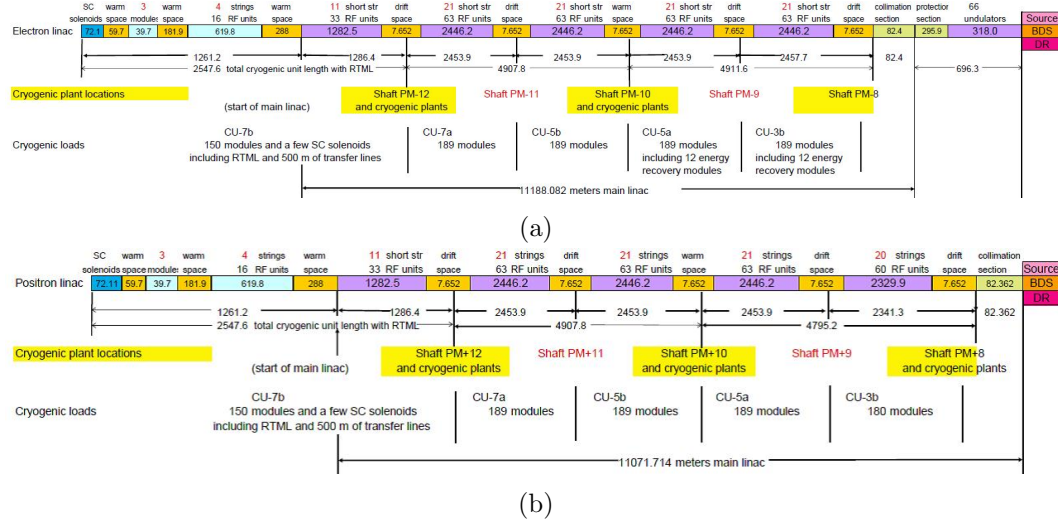 SC warm 3 warm 4 strings warm 11 short str drift 21 short str drift 21 short str warm 21 short str drift 21 short str drift collimation protection 66
solenoids space modules space 16 RF units space 33 RF units space 63 RF units space 63 RF units space 63 RF units space 63 RF units space section section undulators Source
Electron linac 72.1 59.7 39.7 181.9 619.8 288 1282.5 7.652 2446.2 7.652 2446.2 7.652 2446.2 7.652 2446.2 7.652 82.4 295.9 318.0 BDS
DR
1261.2 1286.4 2453.9 2453.9 2453.9 2457.7 82.4
2547.6 total cryogenic unit length with RTML 4907.8 4911.6 696.3
Cryogenic plant locations Shaft PM-12 Shaft PM-11 Shaft PM-10 Shaft PM-9 Shaft PM-8
(start of main linac) and cryogenic plants and cryogenic plants
CU-7b CU-7a CU-5b CU-5a CU-3b
Cryogenic loads 150 modules and a few SC solenoids 189 modules 189 modules 189 modules 189 modules
including RTML and 500 m of transfer lines including 12 energy including 12 energy
recovery modules recovery modules
11188.082 meters main linac
(a)
SC warm 3 warm 4 strings warm 11 short str drift 21 strings drift 21 strings warm 21 strings drift 20 strings drift collimation
solenoids space modules space 16 RF units space 33 RF units space 63 RF units space 63 RF units space 63 RF units space 60 RF units space section Source
Positron linac 72.11 59.7 39.7 181.9 619.8 288 1282.5 7.652 2446.2 7.652 2446.2 7.652 2446.2 7.652 2329.9 7.652 82.362 BDS
DR
1261.2 1286.4 2453.9 2453.9 2453.9 2341.3 82.362
2547.6 total cryogenic unit length with RTML 4907.8 4795.2
Cryogenic plant locations Shaft PM+12 Shaft PM+11 Shaft PM+10 Shaft PM+9 Shaft PM+8
(start of main linac) and cryogenic plants and cryogenic plants and cryogenic plants
CU-7b CU-7a CU-5b CU-5a CU-3b
Cryogenic loads 150 modules and a few SC solenoids 189 modules 189 modules 189 modules 180 modules
including RTML and 500 m of transfer lines
11071.714 meters main linac
(b)